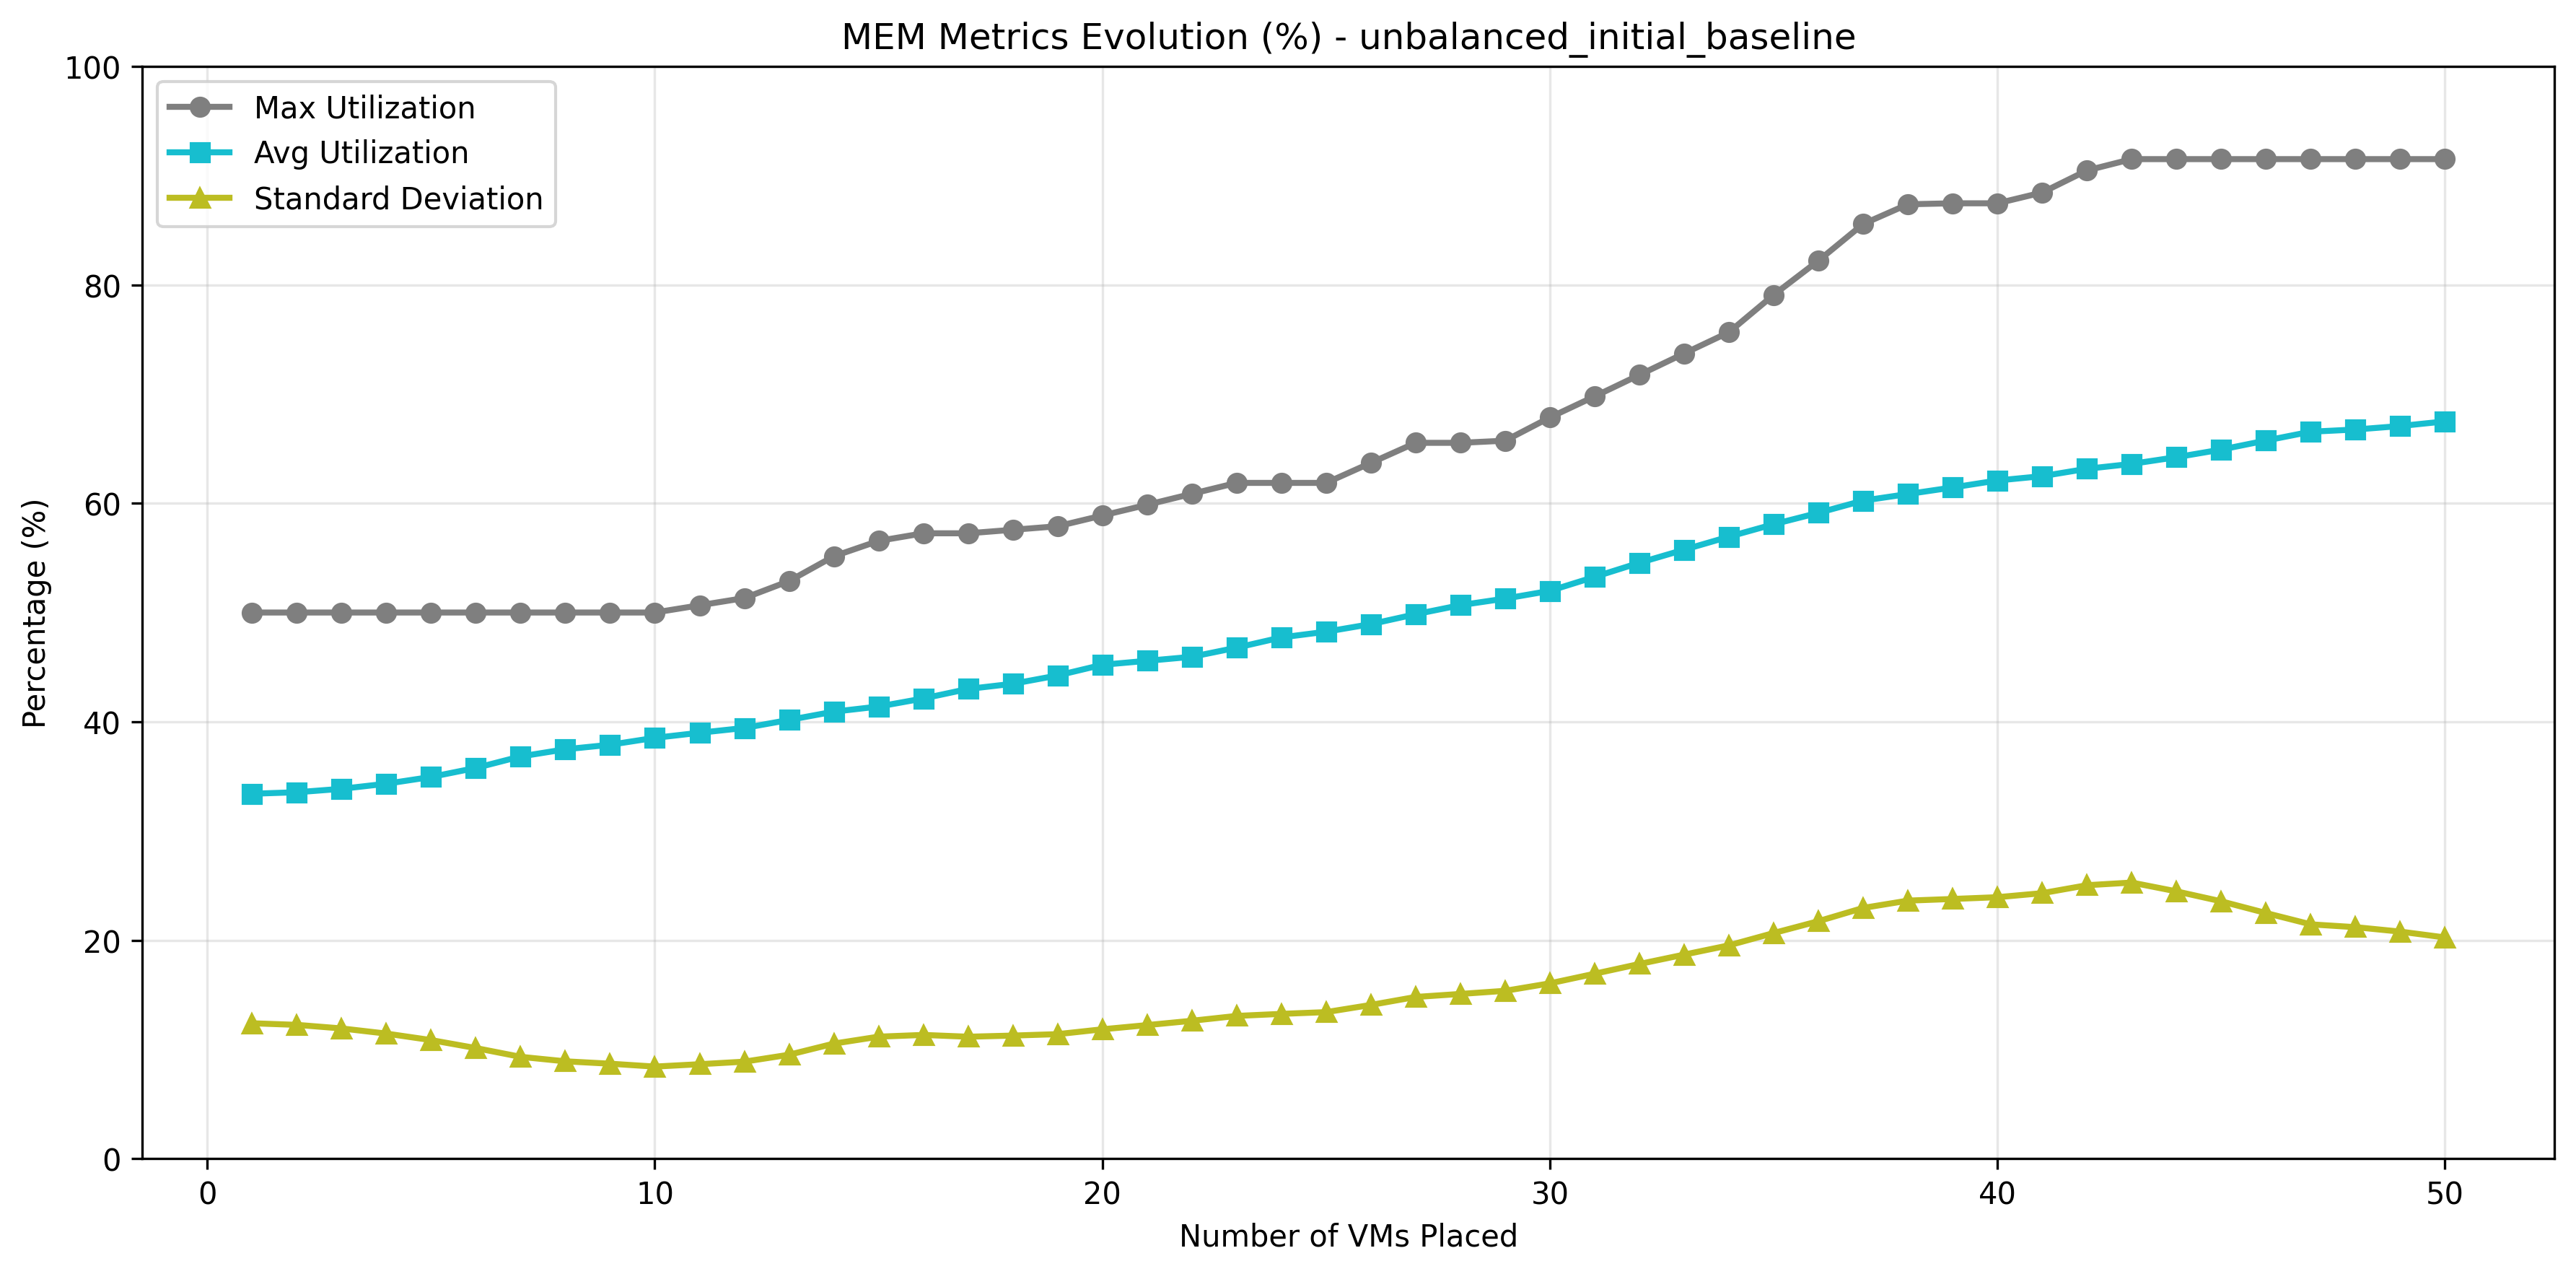 MEM Metrics Evolution (%) - unbalanced_initial_baseline
Max Utilization
Avg Utilization
Standard Deviation
Percentage (%)
100
80
60
40
20
0
0 10 20 30 40 50
Number of VMs Placed